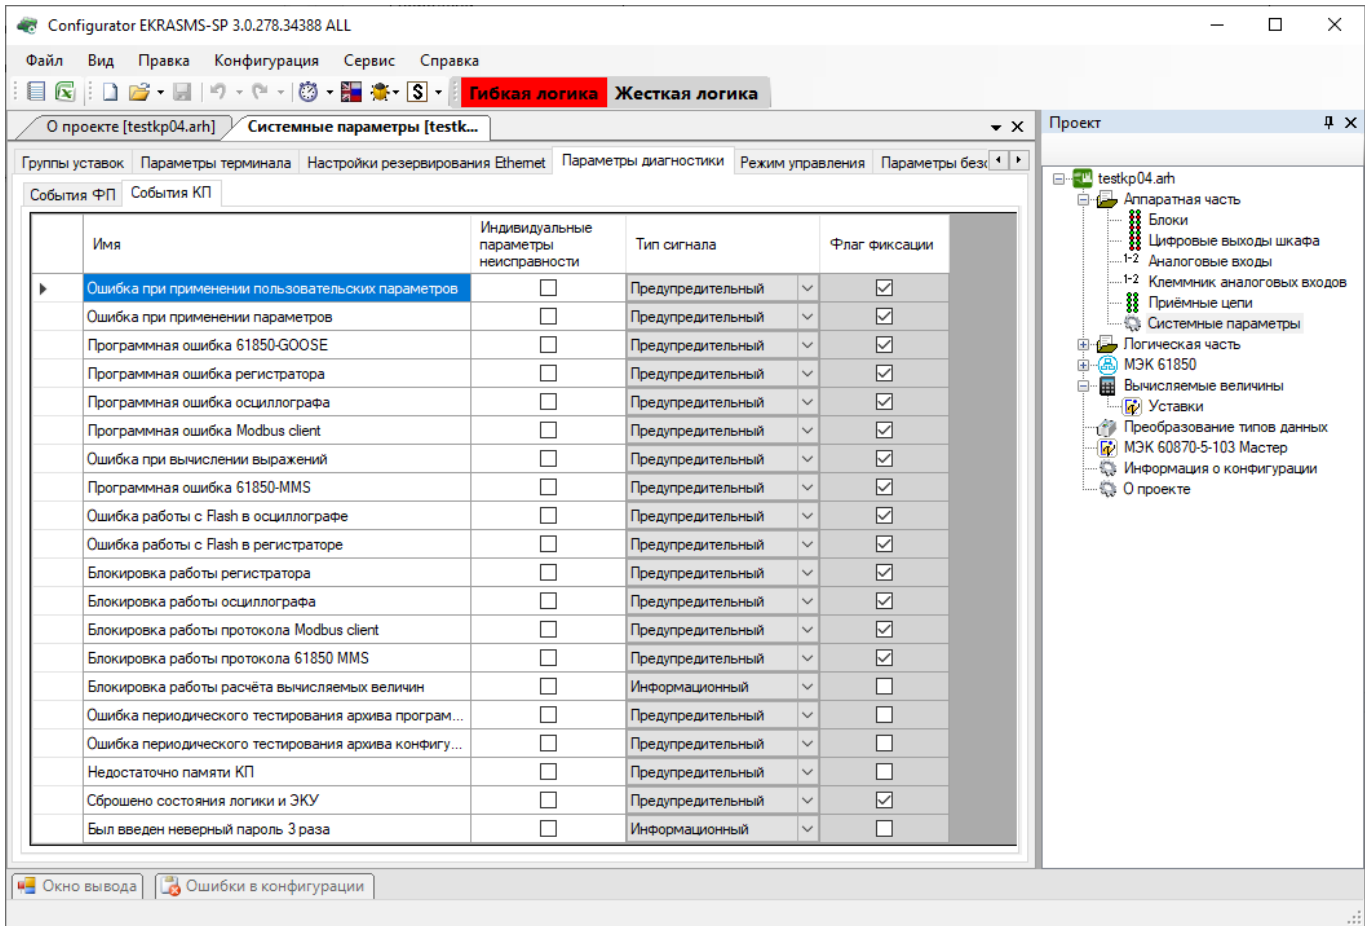 Configurator EKRASMS-SP 3.0.278.34388 ALL
Файл Вид Правка Конфигурация Сервис Справка
Гибкая логика Жесткая логика
О проекте [testkp04.arh] Системные параметры [testk...
Группы уставок Параметры терминала Настройки резервирования Ethernet Параметры диагностики Режим управления Параметры безо
События ФП События КП
Имя Индивидуальные параметры неисправности Тип сигнала Флаг фиксации
Ошибка при применении пользовательских параметров Предупредительный
Ошибка при применении параметров Предупредительный
Программная ошибка 61850-GOOSE Предупредительный
Программная ошибка регистратора Предупредительный
Программная ошибка осциллографа Предупредительный
Программная ошибка Modbus client Предупредительный
Ошибка при вычислении выражений Предупредительный
Программная ошибка 61850-MMS Предупредительный
Ошибка работы с Flash в осциллографе Предупредительный
Ошибка работы с Flash в регистраторе Предупредительный
Блокировка работы регистратора Предупредительный
Блокировка работы осциллографа Предупредительный
Блокировка работы протокола Modbus client Предупредительный
Блокировка работы протокола 61850 MMS Предупредительный
Блокировка работы расчёта вычисляемых величин Информационный
Ошибка периодического тестирования архива програм... Предупредительный
Ошибка периодического тестирования архива конфигу... Предупредительный
Недостаточно памяти КП Предупредительный
Сброшено состояния логики и ЭКУ Предупредительный
Был введен неверный пароль 3 раза Информационный
Проект
testkp04.arh
Аппаратная часть
Блоки
Цифровые выходы шкафа
1-2 Аналоговые входы
1-2 Клеммник аналоговых входов
Приёмные цепи
Системные параметры
Логическая часть
МЭК 61850
Вычисляемые величины
Уставки
Преобразование типов данных
МЭК 60870-5-103 Мастер
Информация о конфигурации
О проекте
Окно вывода Ошибки в конфигурации